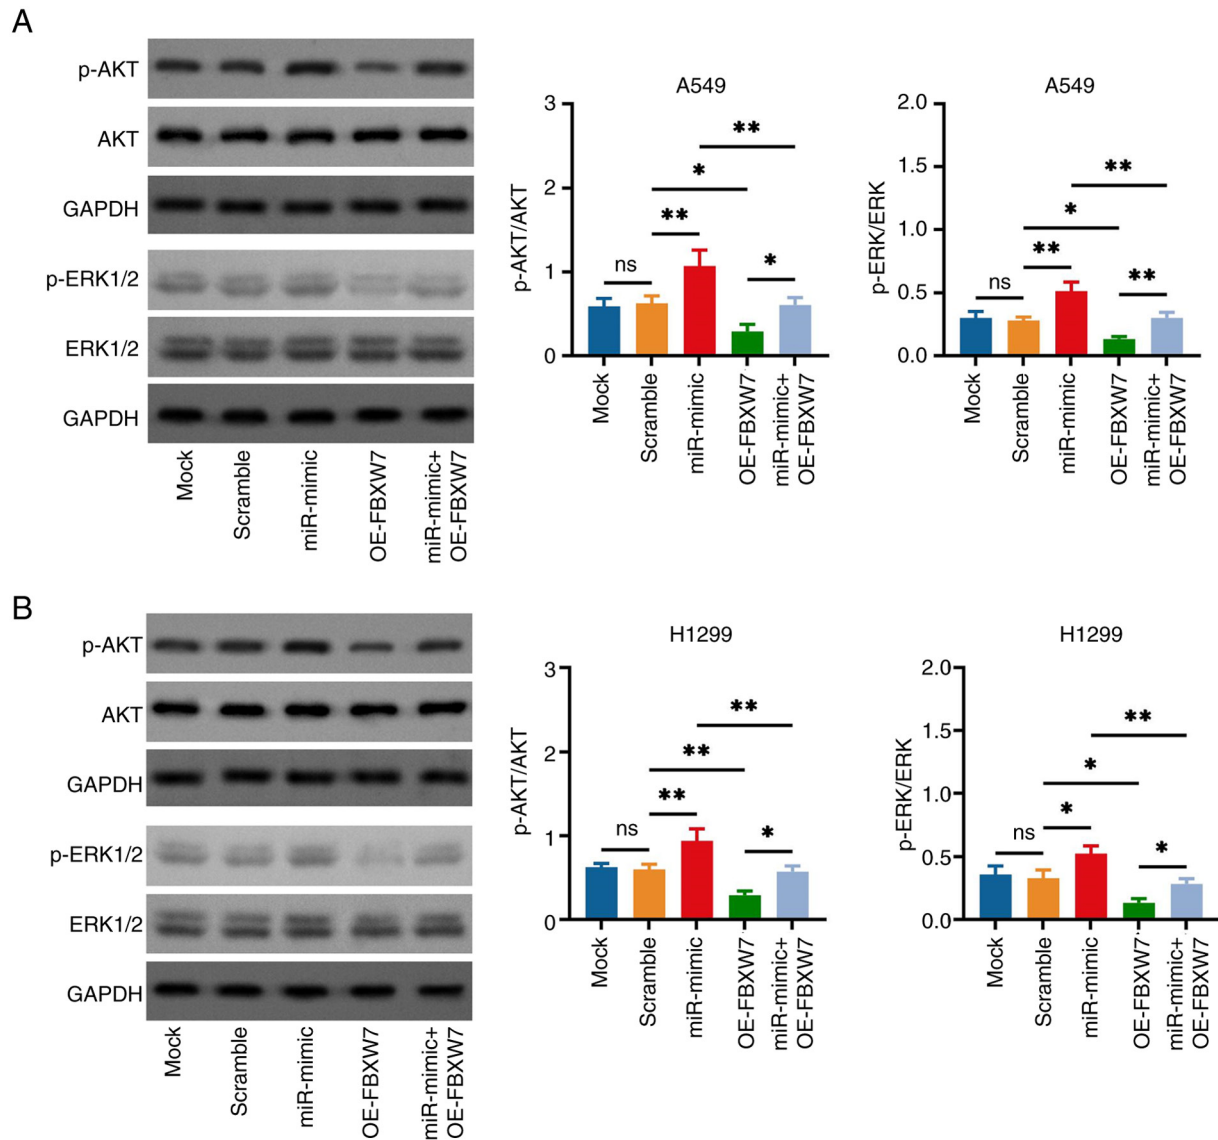 A
p-AKT
AKT
GAPDH
p-ERK1/2
ERK1/2
GAPDH
Mock
Scramble
miR-mimic
OE-FBXW7
miR-mimic+
OE-FBXW7
A549
p-AKT/AKT
3
2
1
0
ns
**
*
**
*
Mock
Scramble
miR-mimic
OE-FBXW7
miR-mimic+
OE-FBXW7
A549
p-ERK/ERK
2.0
1.5
1.0
0.5
0.0
ns
**
*
**
**
Mock
Scramble
miR-mimic
OE-FBXW7
miR-mimic+
OE-FBXW7
B
p-AKT
AKT
GAPDH
p-ERK1/2
ERK1/2
GAPDH
Mock
Scramble
miR-mimic
OE-FBXW7
miR-mimic+
OE-FBXW7
H1299
p-AKT/AKT
3
2
1
0
ns
**
**
**
*
Mock
Scramble
miR-mimic
OE-FBXW7
miR-mimic+
OE-FBXW7
H1299
p-ERK/ERK
2.0
1.5
1.0
0.5
0.0
ns
*
*
**
*
Mock
Scramble
miR-mimic
OE-FBXW7
miR-mimic+
OE-FBXW7